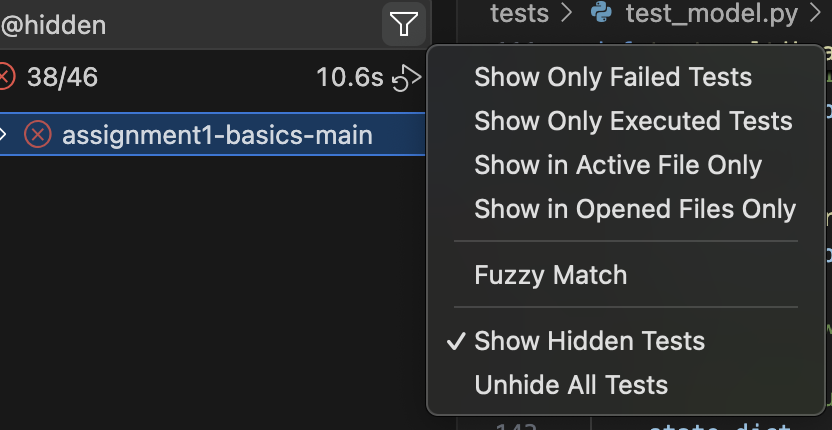 @hidden
tests > test_model.py >
38/46 10.6s
assignment1-basics-main
Show Only Failed Tests
Show Only Executed Tests
Show in Active File Only
Show in Opened Files Only
Fuzzy Match
Show Hidden Tests
Unhide All Tests